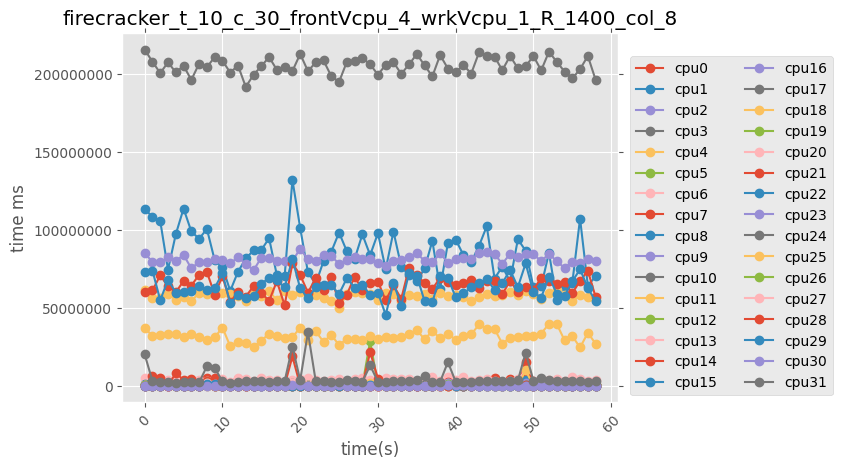 firecracker_t_10_c_30_frontVcpu_4_wrkVcpu_1_R_1400_col_8
time ms
200000000
150000000
100000000
50000000
0
0
10
20
30
40
50
60
time(s)
cpu0
cpu1
cpu2
cpu3
cpu4
cpu5
cpu6
cpu7
cpu8
cpu9
cpu10
cpu11
cpu12
cpu13
cpu14
cpu15
cpu16
cpu17
cpu18
cpu19
cpu20
cpu21
cpu22
cpu23
cpu24
cpu25
cpu26
cpu27
cpu28
cpu29
cpu30
cpu31